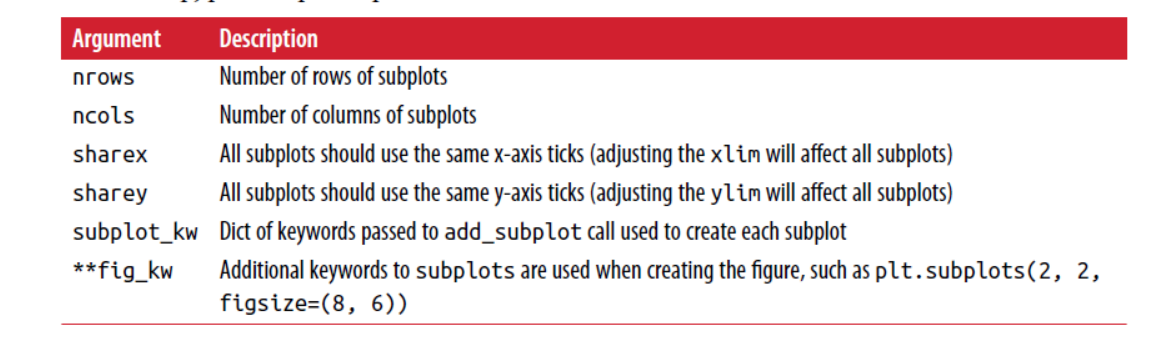 Argument Description
nrows Number of rows of subplots
ncols Number of columns of subplots
sharex All subplots should use the same x-axis ticks (adjusting the xlim will affect all subplots)
sharey All subplots should use the same y-axis ticks (adjusting the ylim will affect all subplots)
subplot_kw Dict of keywords passed to add_subplot call used to create each subplot
**fig_kw Additional keywords to subplots are used when creating the figure, such as plt.subplots(2, 2,
figsize=(8, 6))